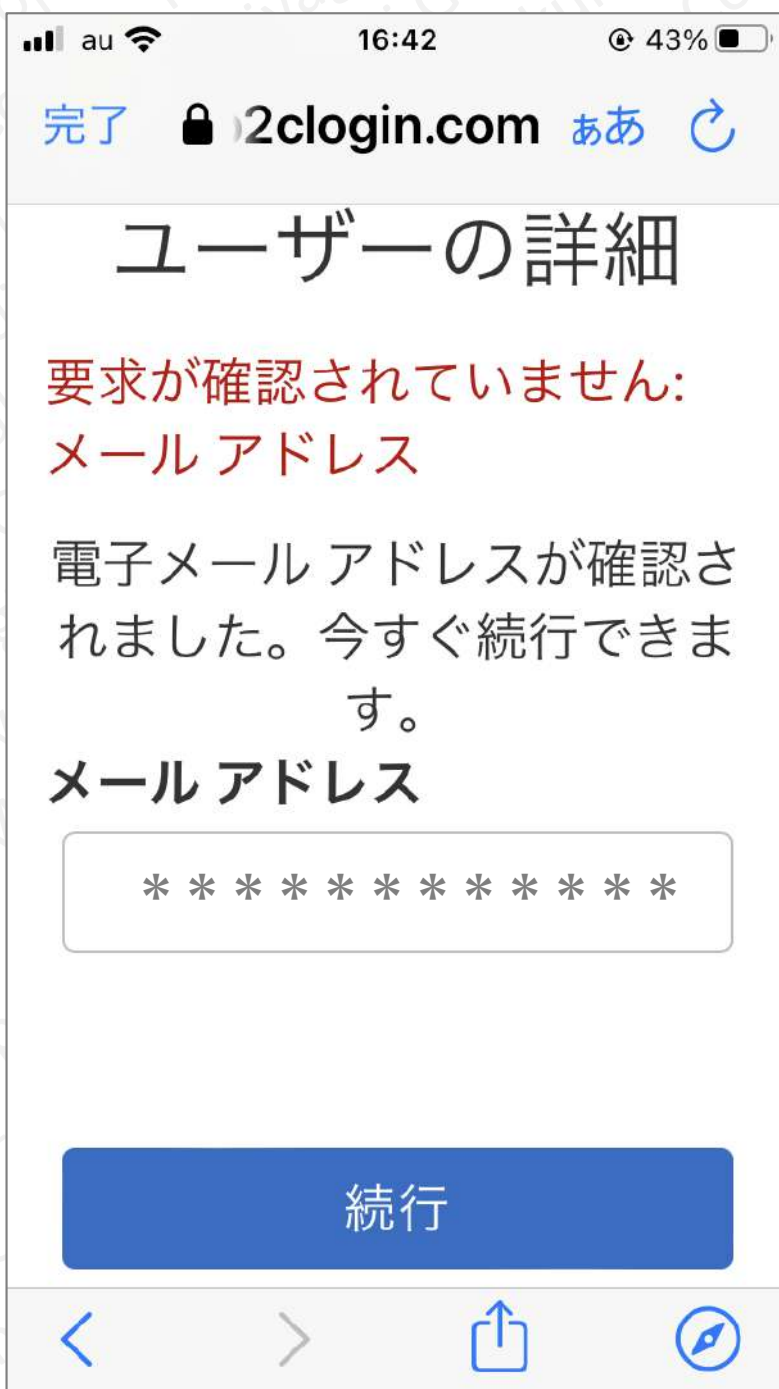 au 16:42 43%
完了 2clogin.com ぁあ
ユーザーの詳細
要求が確認されていません:
メール アドレス
電子メール アドレスが確認さ
れました。今すぐ続行できま
す。
メール アドレス
* * * * * * * * * * * *
続行